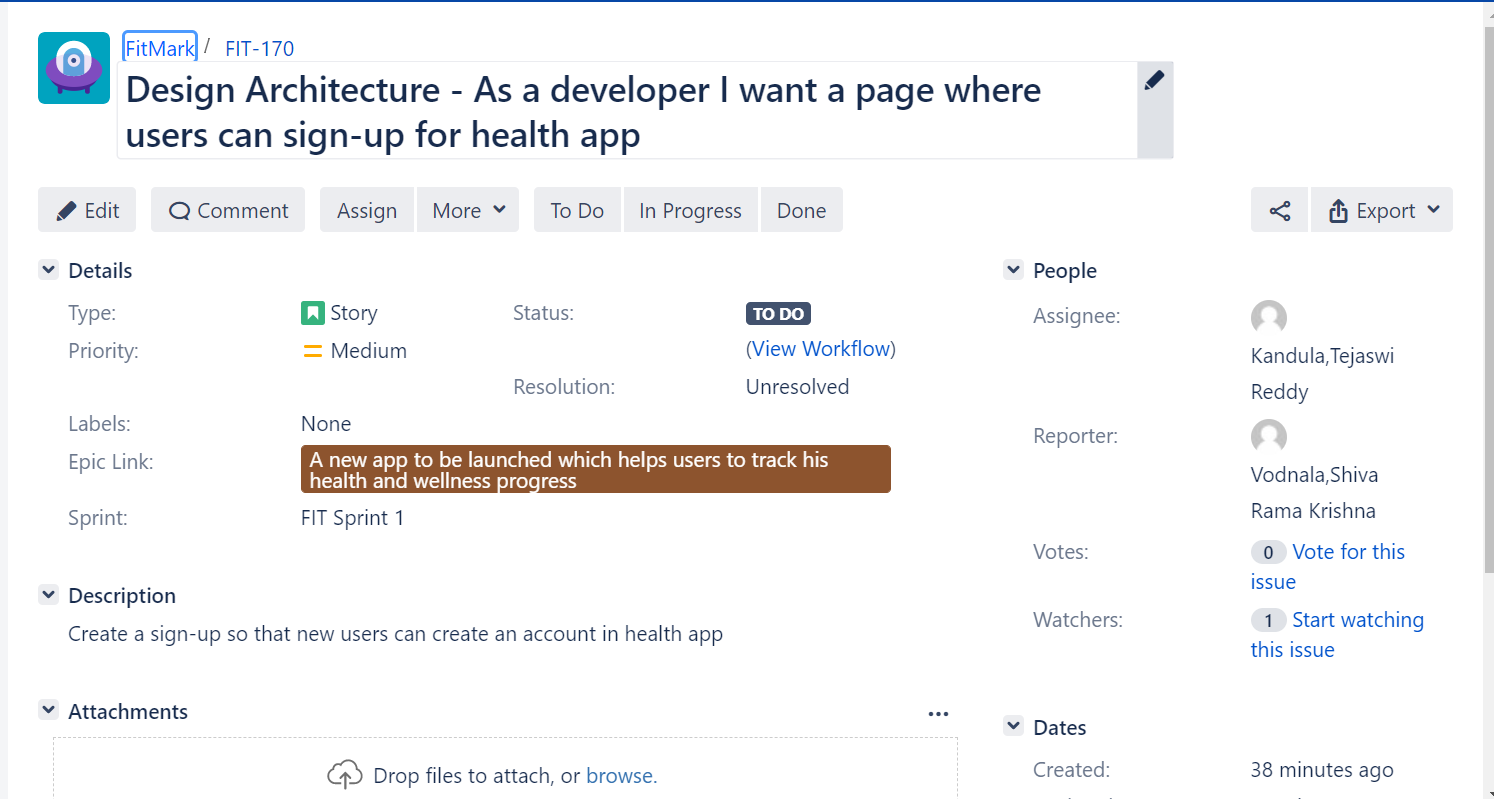 FitMark / FIT-170
Design Architecture - As a developer I want a page where
users can sign-up for health app
Edit
Comment
Assign
More
To Do
In Progress
Done
Export
Details
Type:
Story
Priority:
Medium
Status:
TO DO
(View Workflow)
Resolution:
Unresolved
Labels:
None
Epic Link:
A new app to be launched which helps users to track his
health and wellness progress
Sprint:
FIT Sprint 1
Description
Create a sign-up so that new users can create an account in health app
Attachments
Drop files to attach, or browse.
People
Assignee:
Kandula,Tejaswi
Reddy
Reporter:
Vodnala,Shiva
Rama Krishna
Votes:
0 Vote for this
issue
Watchers:
1 Start watching
this issue
Dates
Created:
38 minutes ago